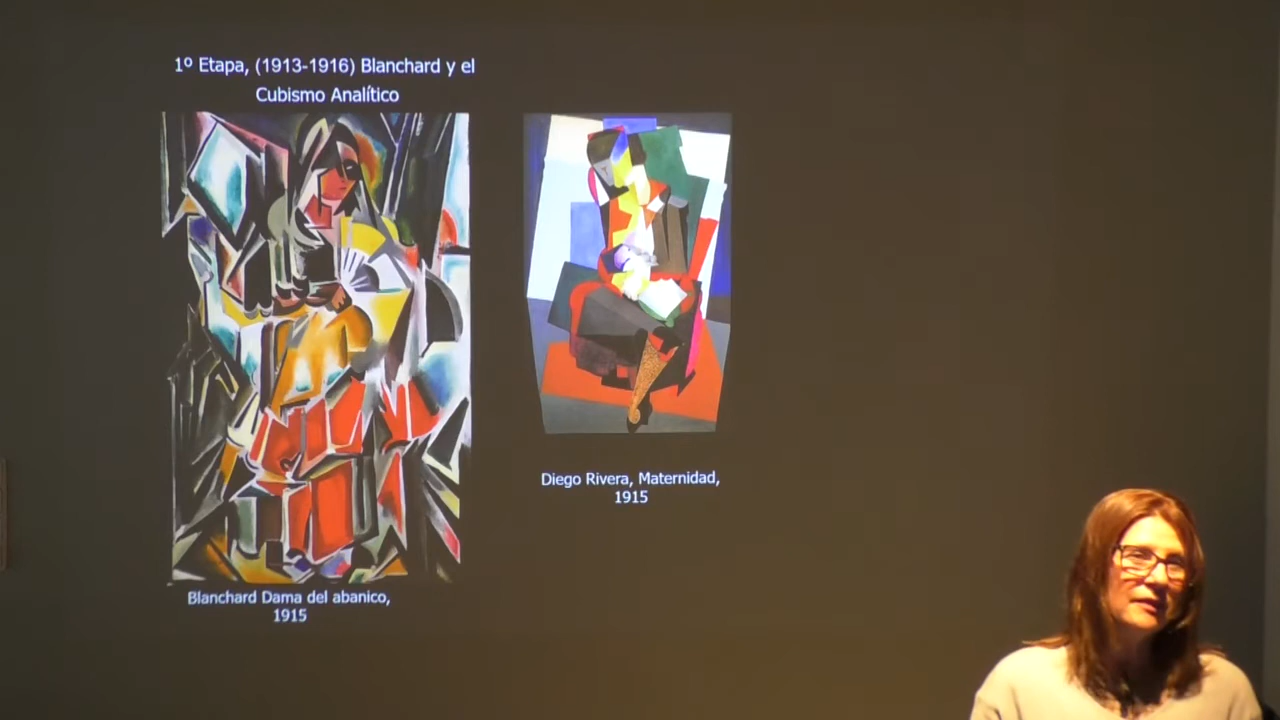 1º Etapa, (1913-1916) Blanchard y el
Cubismo Analítico
Diego Rivera, Maternidad,
1915
Blanchard Dama del abanico,
1915